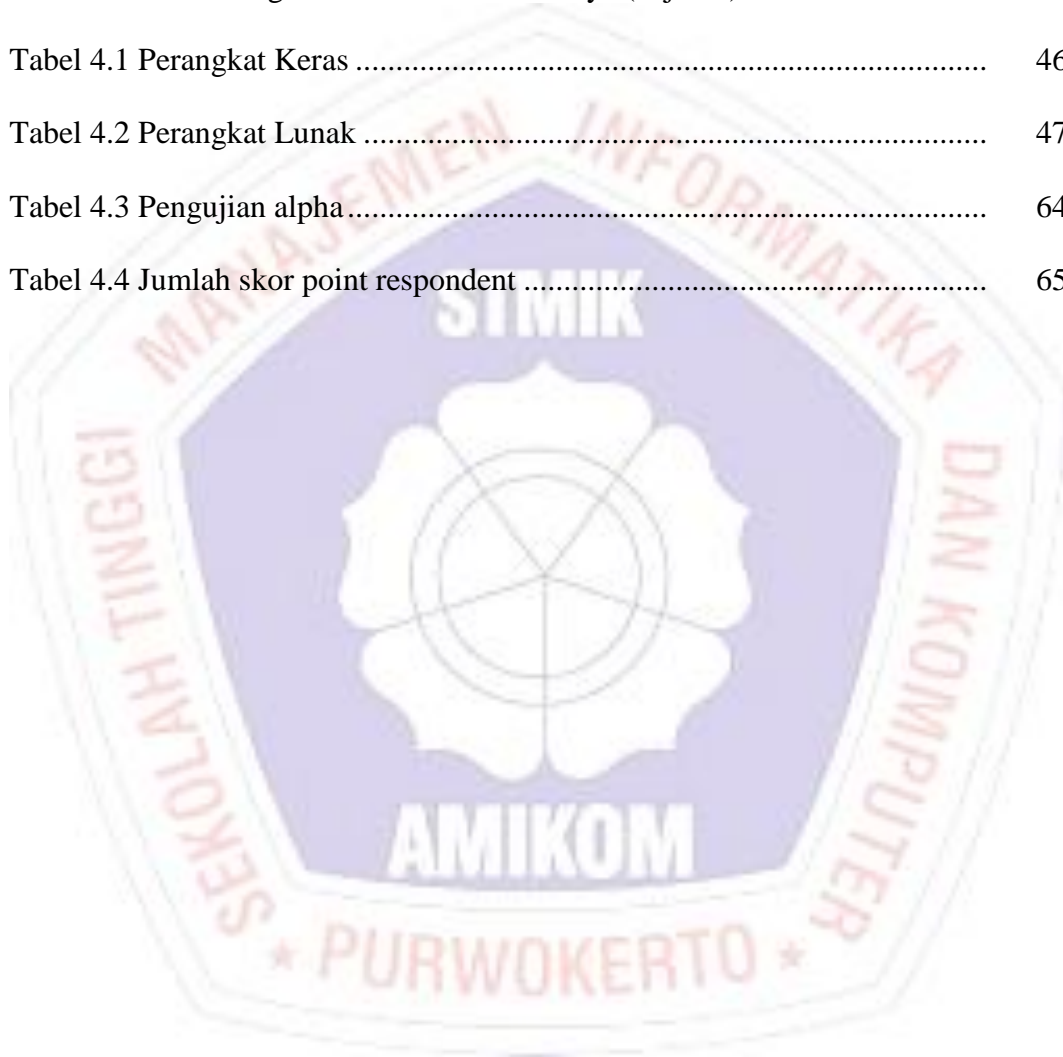 Tabel 4.1 Perangkat Keras ............................................................................... 46
Tabel 4.2 Perangkat Lunak .............................................................................. 47
Tabel 4.3 Pengujian alpha ................................................................................ 64
Tabel 4.4 Jumlah skor point respondent .......................................................... 65
SEKOLAH TINGGI MANAJEMEN INFORMATIKA DAN KOMPUTER
STMIK
AMIKOM
* PURWOKERTO *